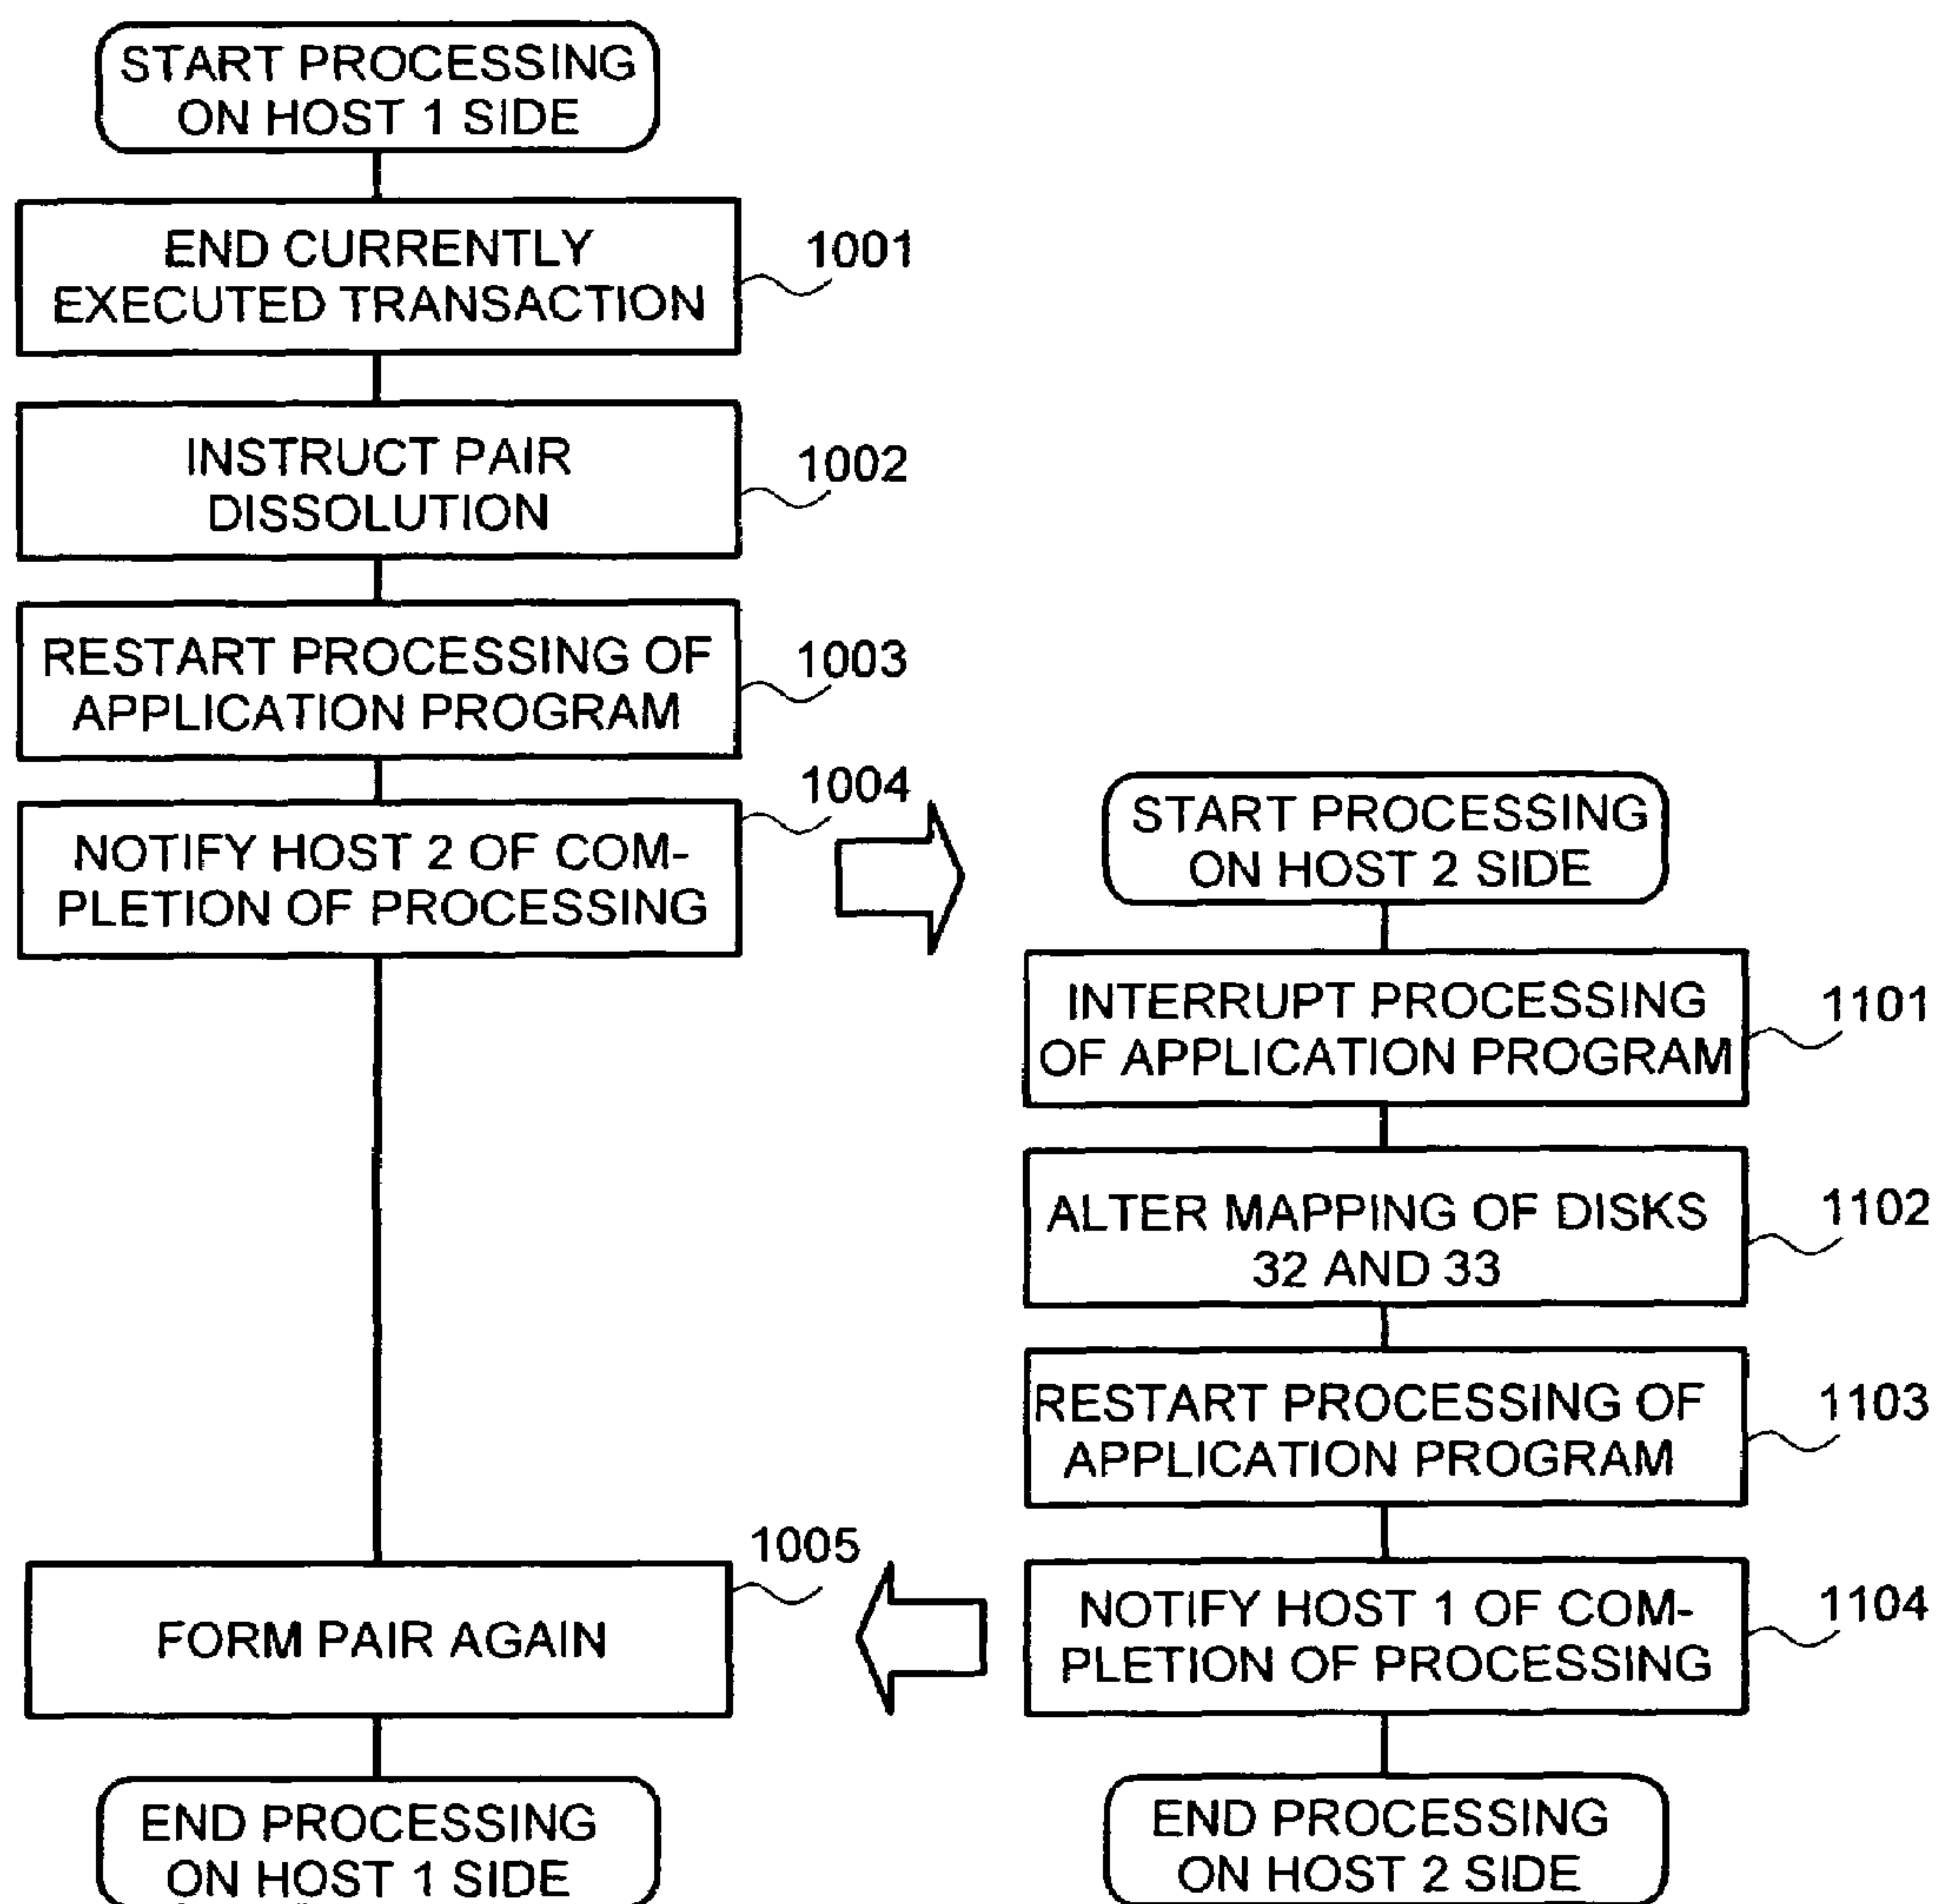 START PROCESSING
ON HOST 1 SIDE
END CURRENTLY
EXECUTED TRANSACTION
1001
INSTRUCT PAIR
DISSOLUTION
1002
RESTART PROCESSING OF
APPLICATION PROGRAM
1003
NOTIFY HOST 2 OF COM-
PLETION OF PROCESSING
1004
START PROCESSING
ON HOST 2 SIDE
INTERRUPT PROCESSING
OF APPLICATION PROGRAM
1101
ALTER MAPPING OF DISKS
32 AND 33
1102
RESTART PROCESSING OF
APPLICATION PROGRAM
1103
NOTIFY HOST 1 OF COM-
PLETION OF PROCESSING
1104
FORM PAIR AGAIN
1005
END PROCESSING
ON HOST 1 SIDE
END PROCESSING
ON HOST 2 SIDE